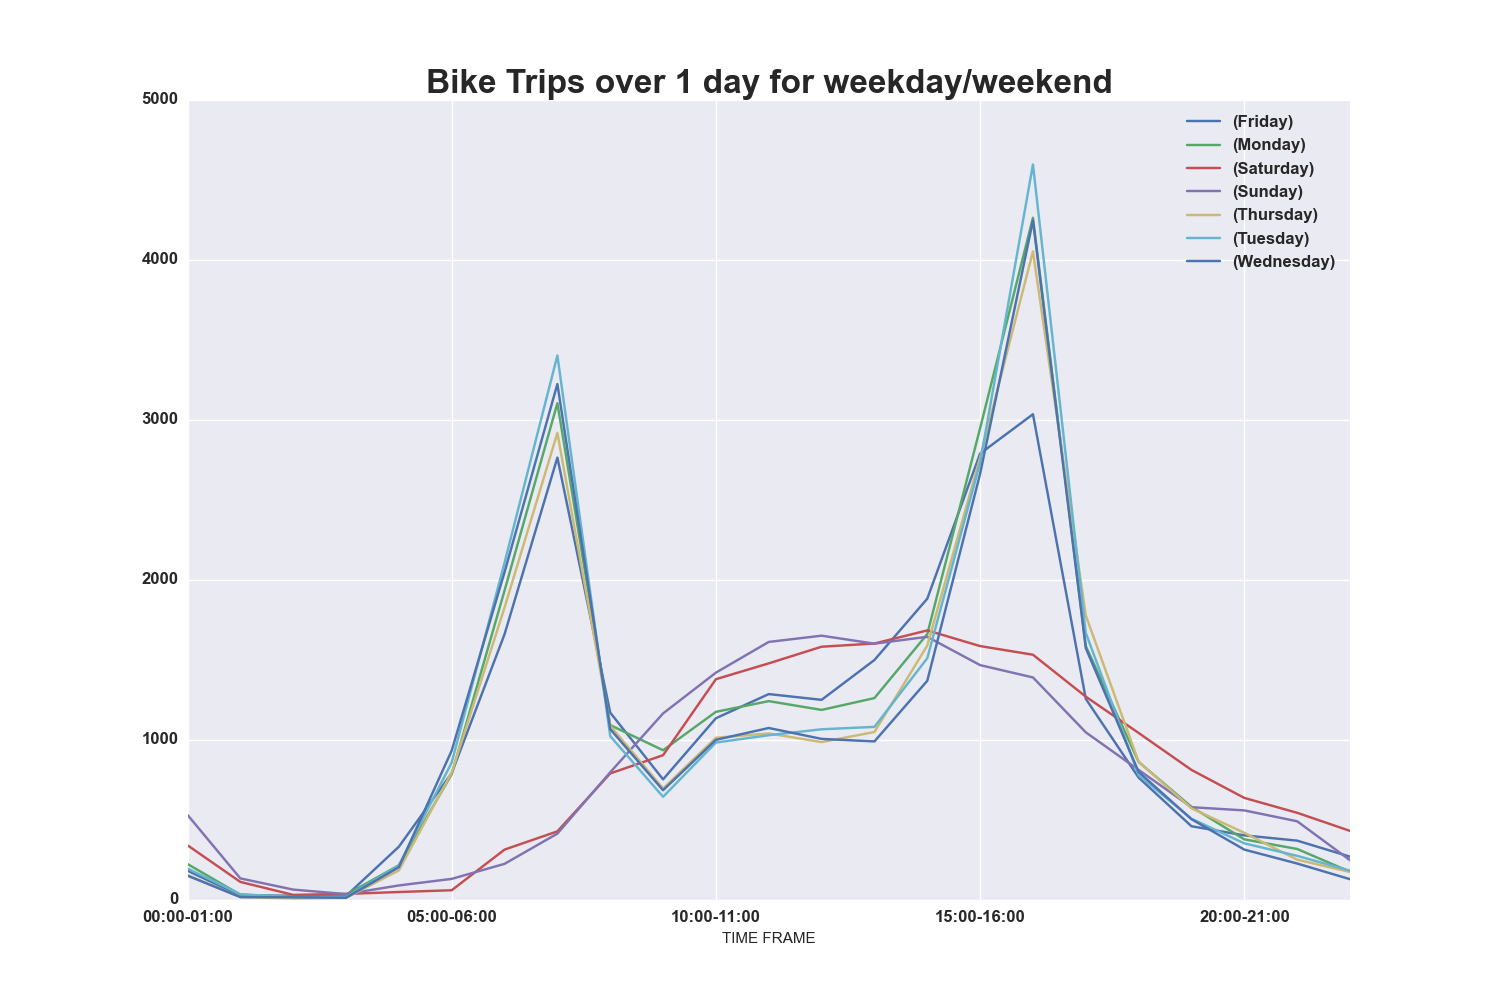 Bike Trips over 1 day for weekday/weekend
5000
4000
3000
2000
1000
0
(Friday)
(Monday)
(Saturday)
(Sunday)
(Thursday)
(Tuesday)
(Wednesday)
00:00-01:00 05:00-06:00 10:00-11:00 15:00-16:00 20:00-21:00
TIME FRAME